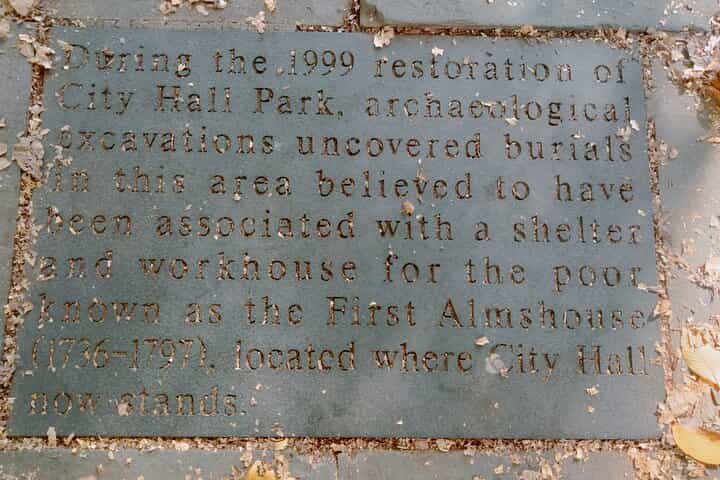 During the 1999 restoration of
City Hall Park, archaeological
excavations uncovered burials
in this area believed to have
been associated with a shelter
and workhouse for the poor
known as the First Almshouse
(1736-1797), located where City Hall
now stands.